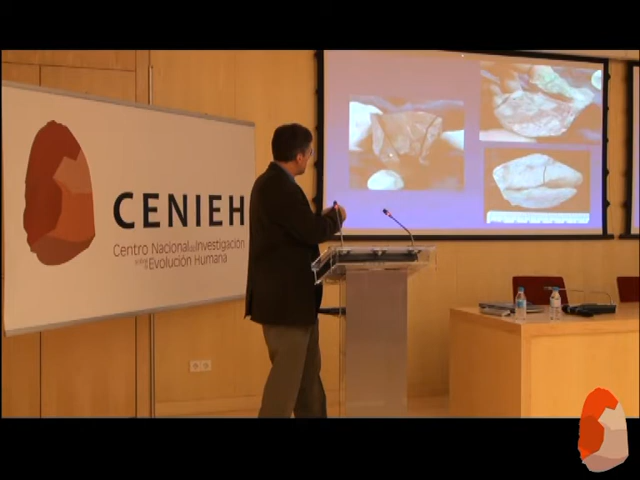 CENIEH
Centro Nacional de Investigación
sobre la Evolución Humana